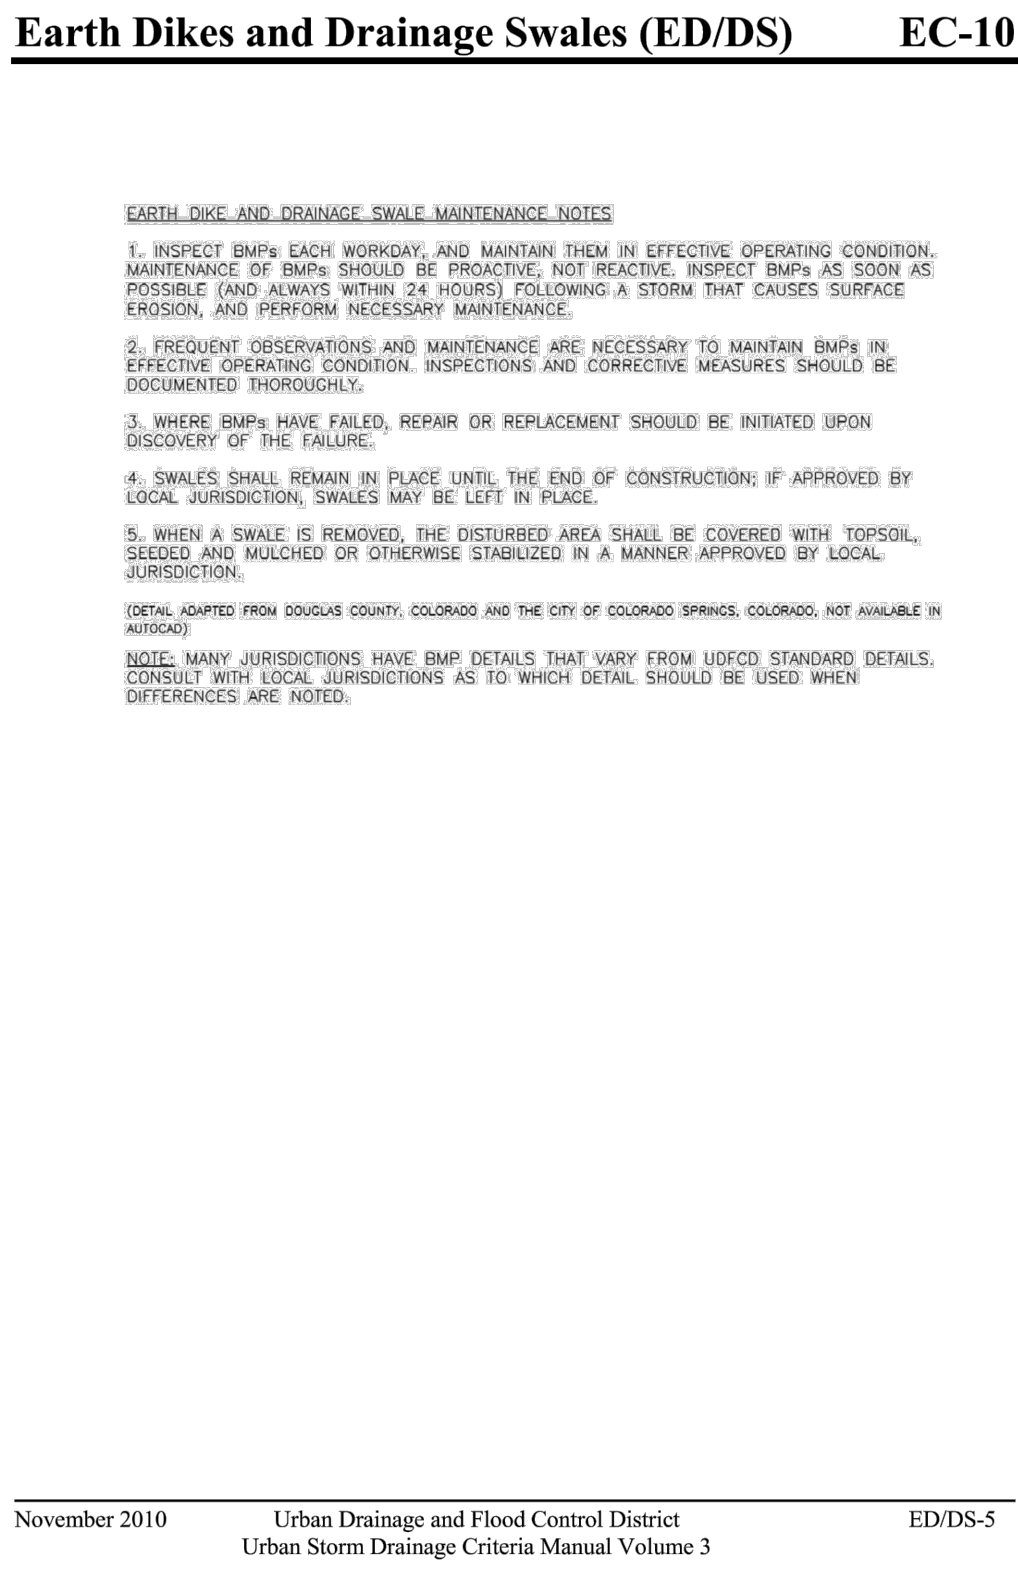 Earth Dikes and Drainage Swales (ED/DS) EC-10
EARTH DIKE AND DRAINAGE SWALE MAINTENANCE NOTES
1. INSPECT BMPs EACH WORKDAY, AND MAINTAIN THEM IN EFFECTIVE OPERATING CONDITION.
MAINTENANCE OF BMPs SHOULD BE PROACTIVE, NOT REACTIVE. INSPECT BMPs AS SOON AS
POSSIBLE (AND ALWAYS WITHIN 24 HOURS) FOLLOWING A STORM THAT CAUSES SURFACE
EROSION, AND PERFORM NECESSARY MAINTENANCE.
2. FREQUENT OBSERVATIONS AND MAINTENANCE ARE NECESSARY TO MAINTAIN BMPs IN
EFFECTIVE OPERATING CONDITION. INSPECTIONS AND CORRECTIVE MEASURES SHOULD BE
DOCUMENTED THOROUGHLY.
3. WHERE BMPs HAVE FAILED, REPAIR OR REPLACEMENT SHOULD BE INITIATED UPON
DISCOVERY OF THE FAILURE.
4. SWALES SHALL REMAIN IN PLACE UNTIL THE END OF CONSTRUCTION; IF APPROVED BY
LOCAL JURISDICTION, SWALES MAY BE LEFT IN PLACE.
5. WHEN A SWALE IS REMOVED, THE DISTURBED AREA SHALL BE COVERED WITH TOPSOIL,
SEEDED AND MULCHED OR OTHERWISE STABILIZED IN A MANNER APPROVED BY LOCAL
JURISDICTION.
(DETAIL ADAPTED FROM DOUGLAS COUNTY, COLORADO AND THE CITY OF COLORADO SPRINGS, COLORADO, NOT AVAILABLE IN
AUTOCAD)
NOTE: MANY JURISDICTIONS HAVE BMP DETAILS THAT VARY FROM UDFCD STANDARD DETAILS.
CONSULT WITH LOCAL JURISDICTIONS AS TO WHICH DETAIL SHOULD BE USED WHEN
DIFFERENCES ARE NOTED.
November 2010 Urban Drainage and Flood Control District ED/DS-5
Urban Storm Drainage Criteria Manual Volume 3